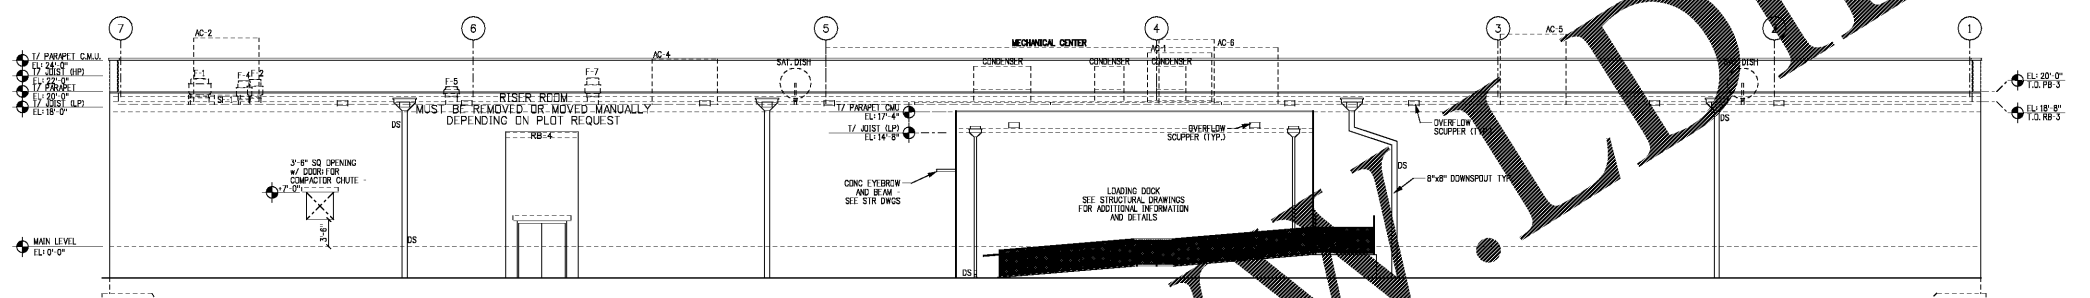 7
6
5
4
3
2
1
AC-2
AC-4
MECHANICAL CENTER
AC-1
AC-6
AC-5
T/ PARAPET C.M.U.
EL: 24'-0"
T/ JOIST (HP)
EL: 22'-0"
T/ PARAPET
EL: 20'-0"
T/ JOIST (LP)
EL: 18'-0"
F-1
F-4
F-2
F-5
F-7
SAT. DISH
CONDENSER
CONDENSER
CONDENSER
DISH
EL: 20'-0"
T.O. PB-3
EL: 18'-8"
T.O. RB-3
RISER ROOM
MUST BE REMOVED OR MOVED MANUALLY
DEPENDING ON PLOT REQUEST
RB-4
T/ PARAPET CMU
EL: 17'-4"
T/ JOIST (LP)
EL: 14'-8"
OVERFLOW
SCUPPER (TYP.)
OVERFLOW
SCUPPER (TYP.)
DS
DS
DS
3'-6" SQ OPENING
w/ DOOR: FOR
COMPACTOR CHUTE
+7'-0"
3'-6"
CONC EYEBROW
AND BEAM
SEE STR DWGS
LOADING DOCK
SEE STRUCTURAL DRAWINGS
FOR ADDITIONAL INFORMATION
AND DETAILS
8"x8" DOWNSPOUT TYP
MAIN LEVEL
EL: 0'-0"
DS
DS
W.LDI